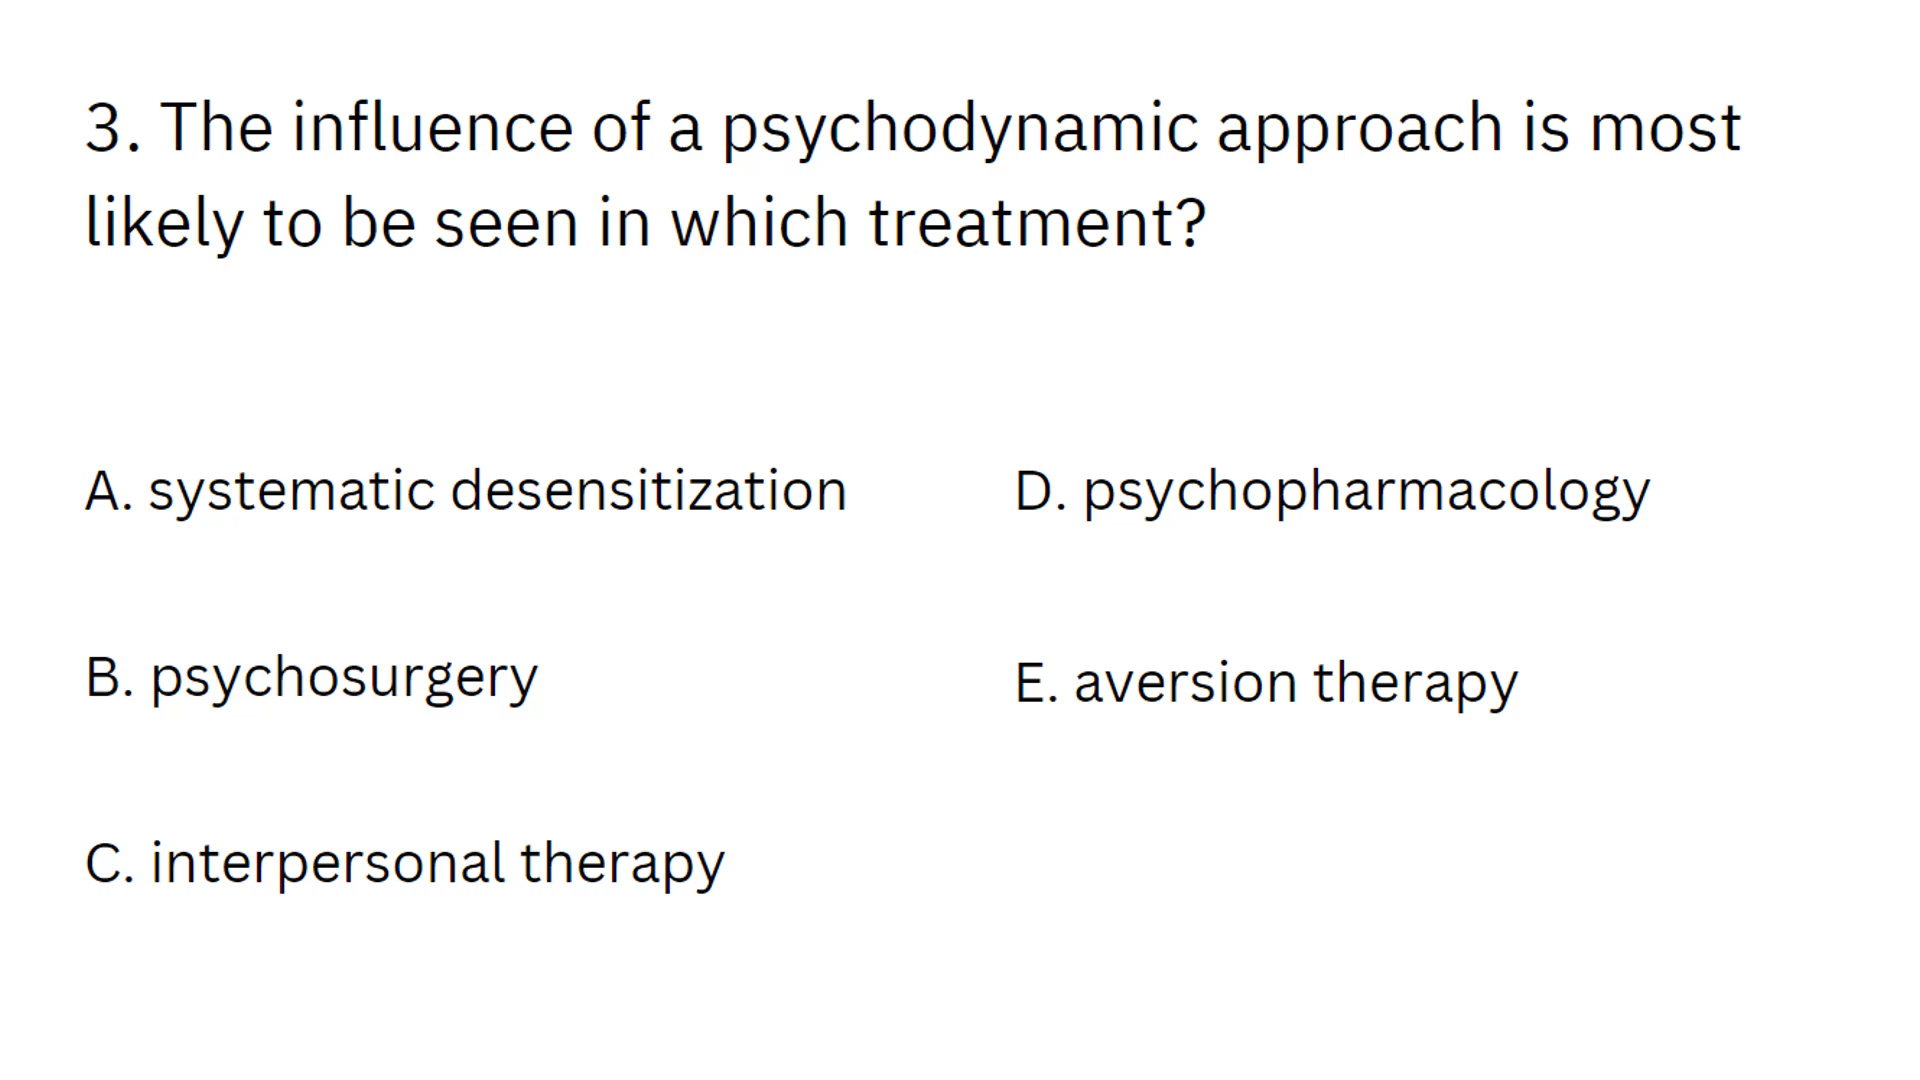 3. The influence of a psychodynamic approach is most
likely to be seen in which treatment?
A. systematic desensitization
B. psychosurgery
C. interpersonal therapy
D. psychopharmacology
E. aversion therapy